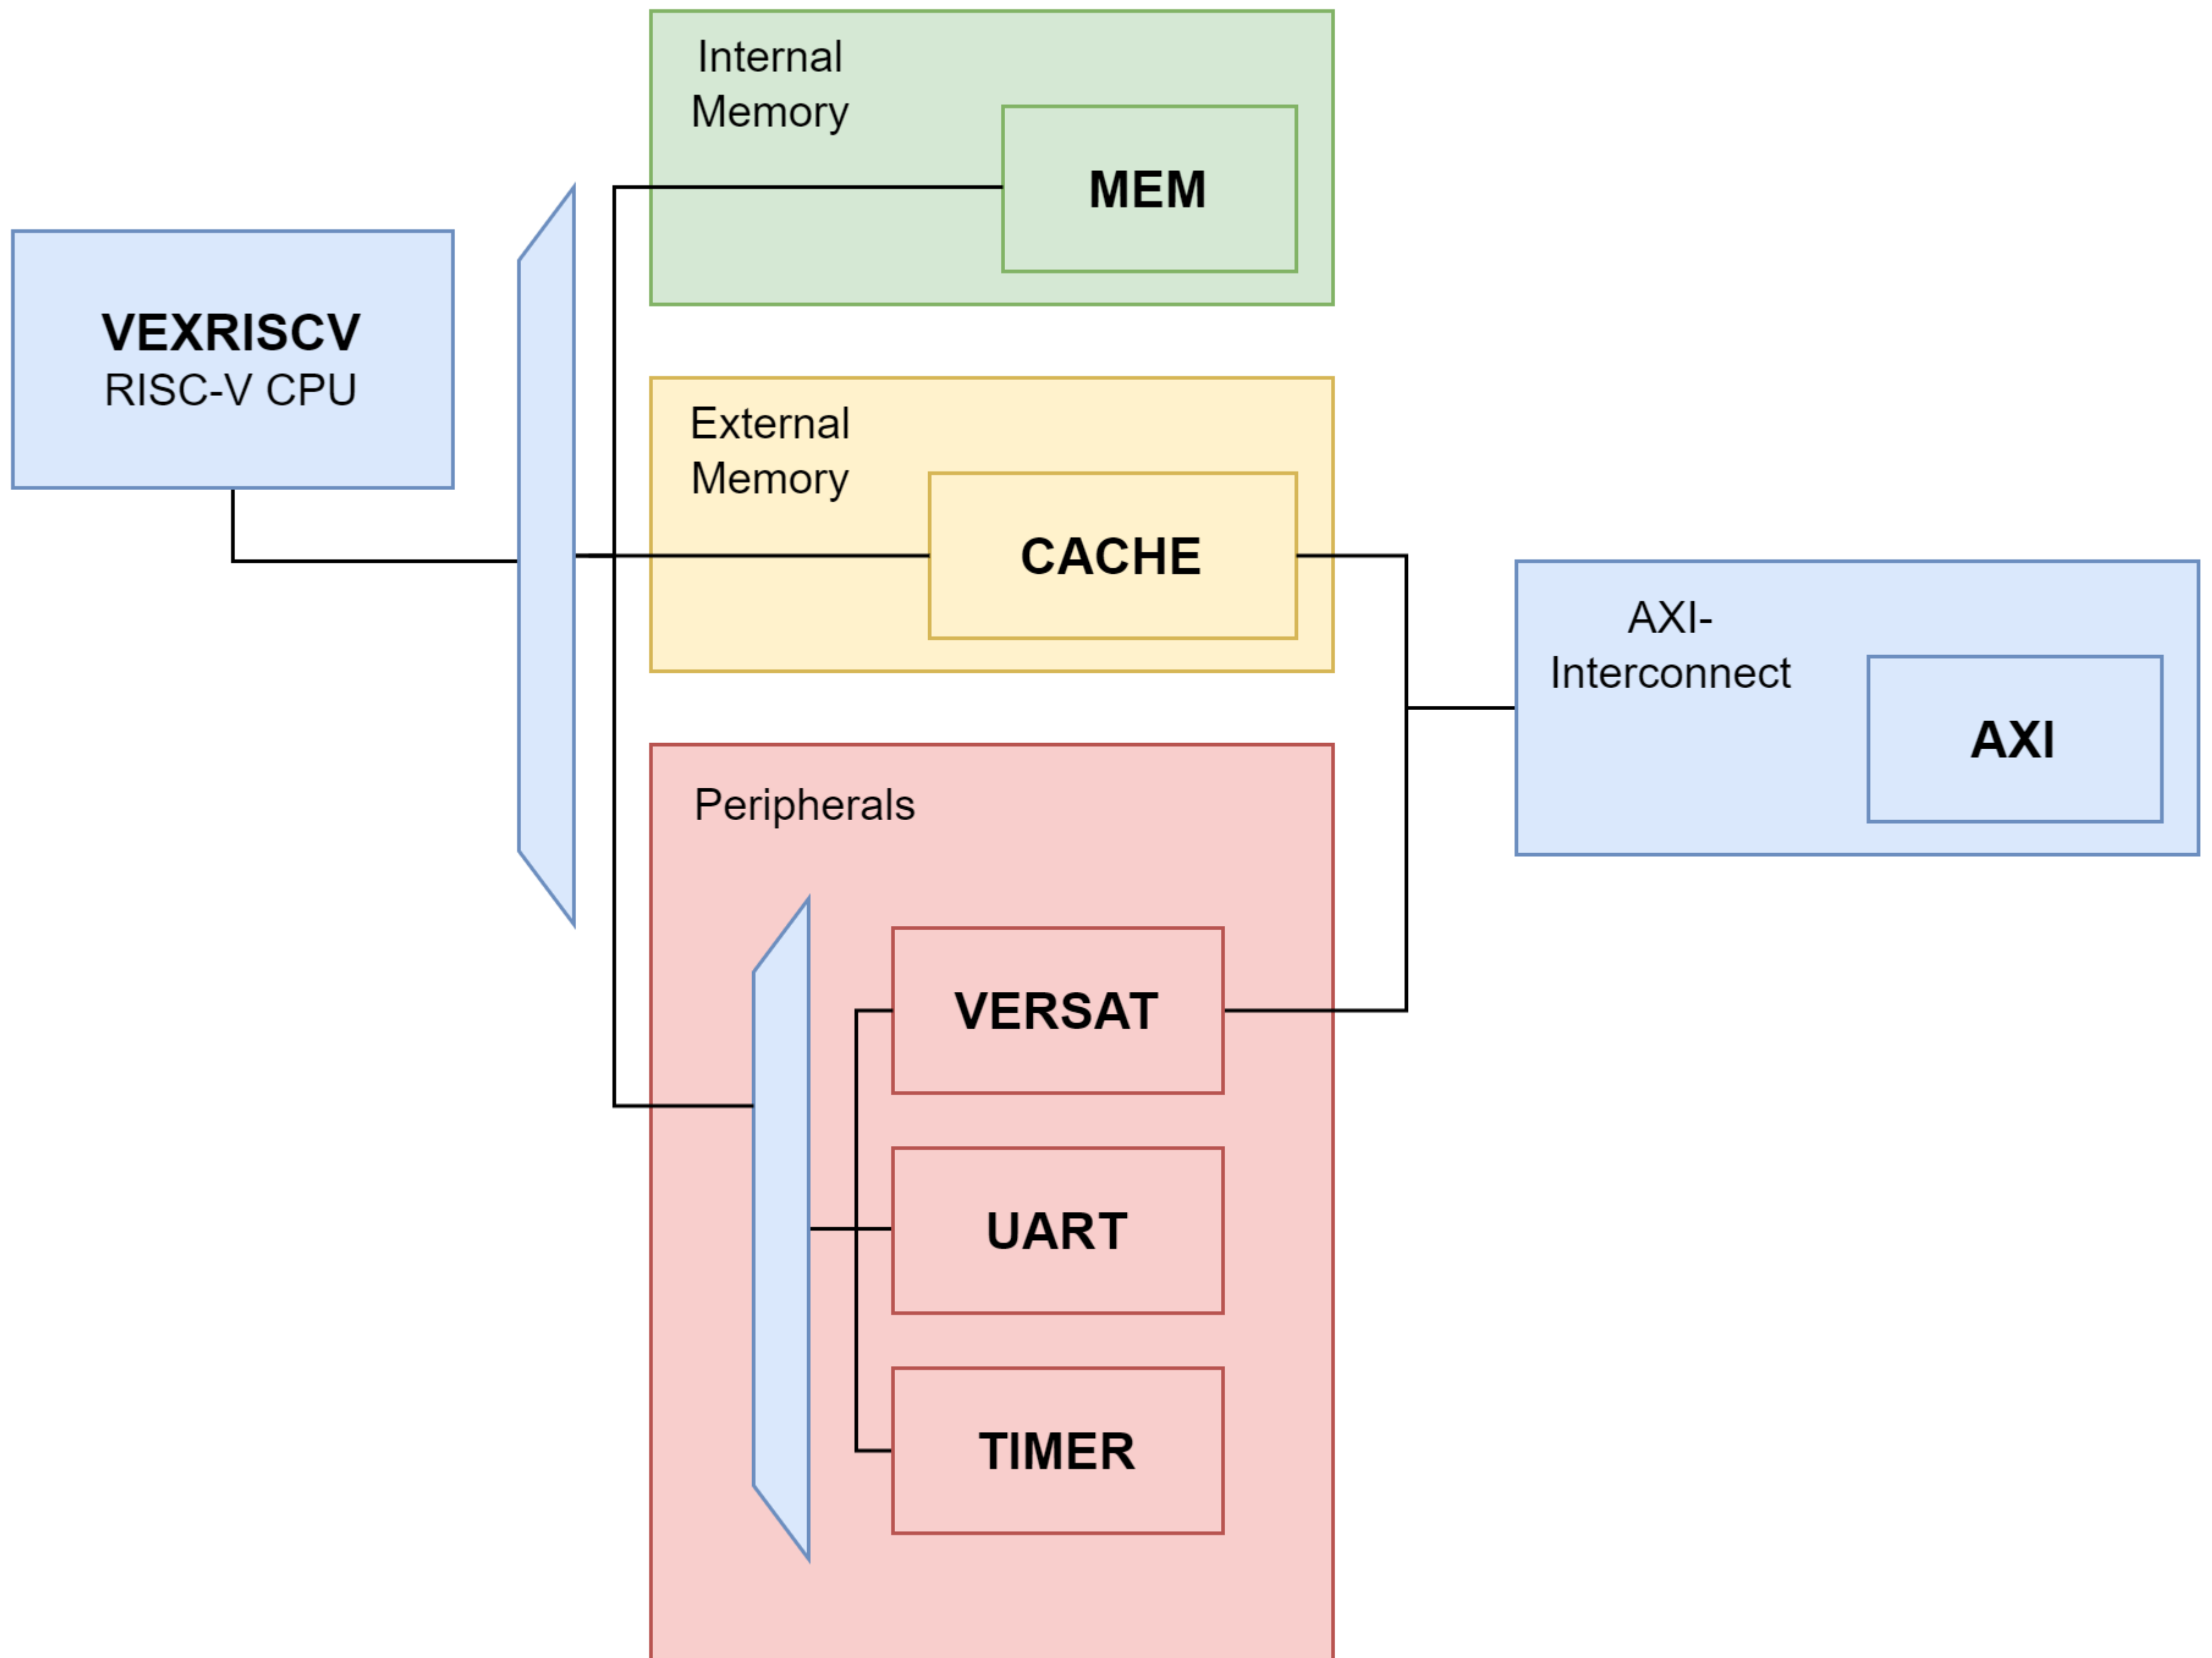 Internal
Memory
MEM
VEXRISCV
RISC-V CPU
External
Memory
CACHE
AXI-
Interconnect
AXI
Peripherals
VERSAT
UART
TIMER